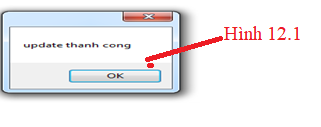 Hình 12.1
update thanh cong
OK